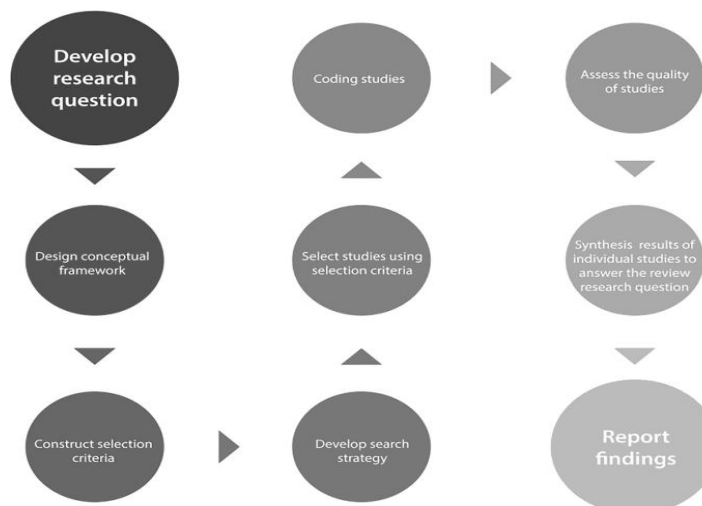 Develop
research
question
Design conceptual
framework
Construct selection
criteria
Develop search
strategy
Select studies using
selection criteria
Coding studies
Assess the quality
of studies
Synthesis results of
individual studies to
answer the review
research question
Report
findings